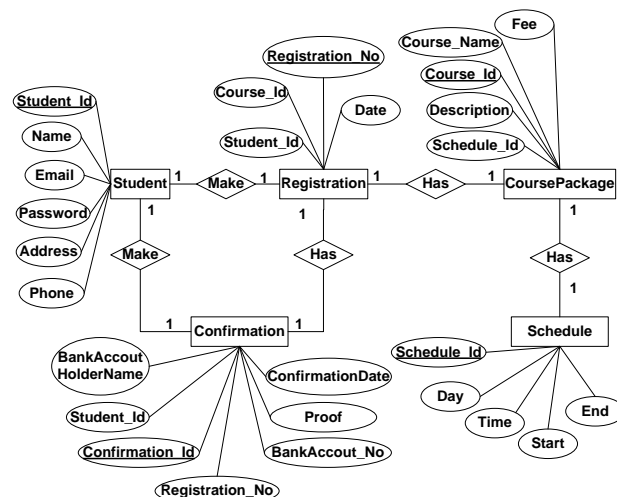 Fee
Course_Name
Registration_No
Course_Id
Course_Id
Student_Id
Date
Description
Name
Student_Id
Schedule_Id
Email
Student
1
Make
1
Registration
1
Has
1
CoursePackage
Password
1
1
1
Address
Make
Has
Has
Phone
1
1
1
Confirmation
Schedule
BankAccout
HolderName
ConfirmationDate
Schedule_Id
Day
End
Student_Id
Proof
Time
Start
Confirmation_Id
BankAccout_No
Registration_No